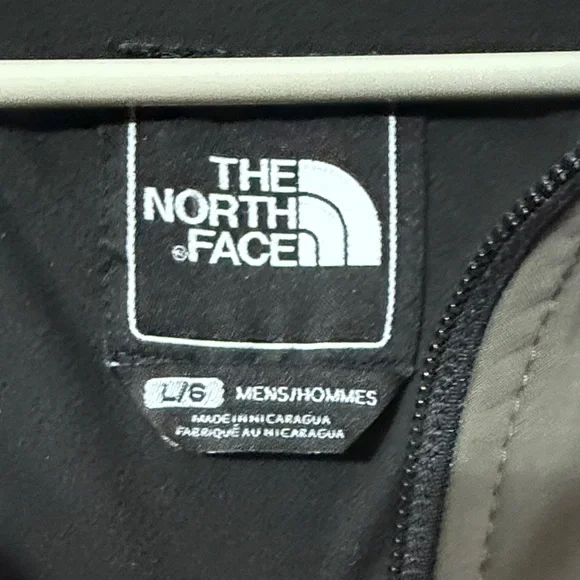 THE
NORTH
®FACE
L/G MENS/HOMMES
MADE IN NICARAGUA
FABRIQUÉ AU NICARAGUA